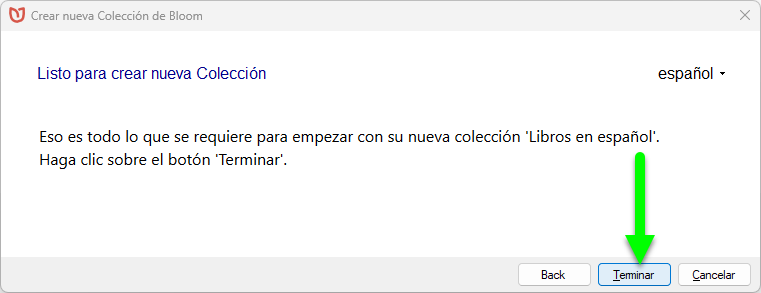 Crear nueva Colección de Bloom
Listo para crear nueva Colección
español
Eso es todo lo que se requiere para empezar con su nueva colección 'Libros en español'.
Haga clic sobre el botón 'Terminar'.
Back
Terminar
Cancelar